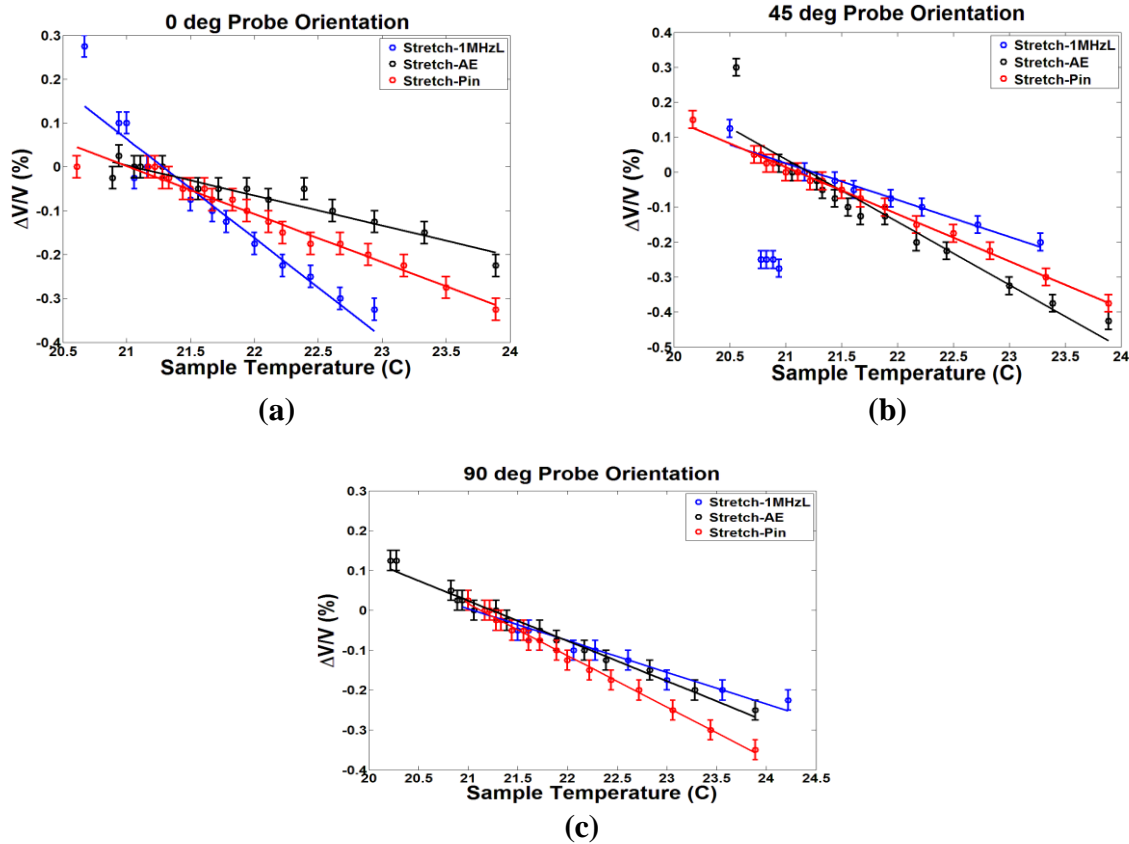 0 deg Probe Orientation
0.3
0.2
0.1
0
-0.1
-0.2
-0.3
-0.4
ΔV/V (%)
Stretch-1MHzL
Stretch-AE
Stretch-Pin
20.5 21 21.5 22 22.5 23 23.5 24
Sample Temperature (C)
(a)
45 deg Probe Orientation
0.4
0.3
0.2
0.1
0
-0.1
-0.2
-0.3
-0.4
-0.5
ΔV/V (%)
Stretch-1MHzL
Stretch-AE
Stretch-Pin
20 20.5 21 21.5 22 22.5 23 23.5 24
Sample Temperature (C)
(b)
90 deg Probe Orientation
0.3
0.2
0.1
0
-0.1
-0.2
-0.3
-0.4
ΔV/V (%)
Stretch-1MHzL
Stretch-AE
Stretch-Pin
20 20.5 21 21.5 22 22.5 23 23.5 24 24.5
Sample Temperature (C)
(c)